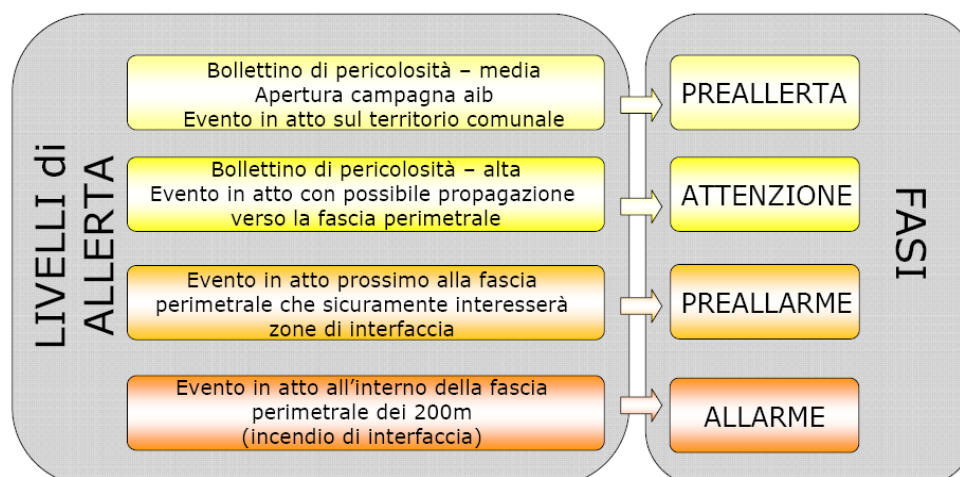 LIVELLI di
ALLERTA
Bollettino di pericolosità – media
Apertura campagna aib
Evento in atto sul territorio comunale
PREALLERTA
Bollettino di pericolosità – alta
Evento in atto con possibile propagazione
verso la fascia perimetrale
ATTENZIONE
Evento in atto prossimo alla fascia
perimetrale che sicuramente interesserà
zone di interfaccia
PREALLARME
Evento in atto all’interno della fascia
perimetrale dei 200m
(incendio di interfaccia)
ALLARME
FASI